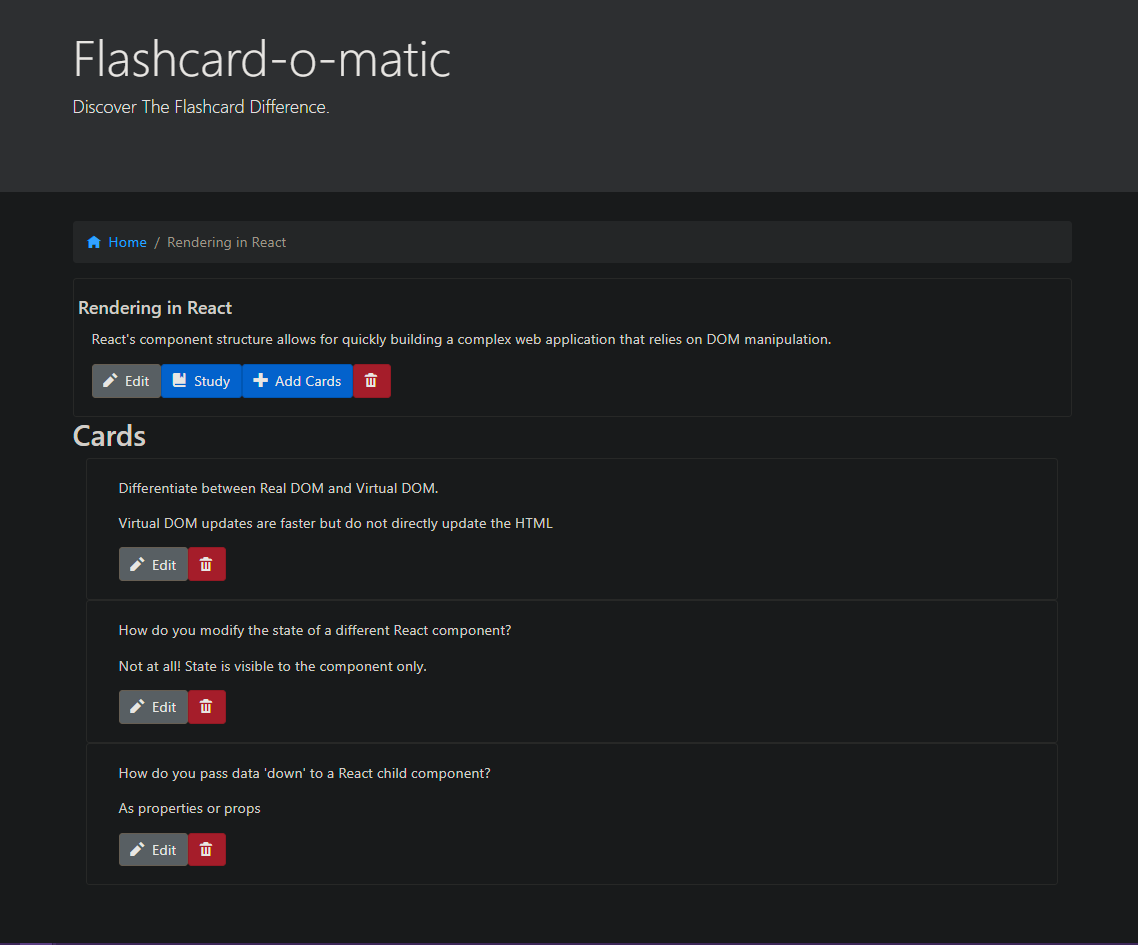 Flashcard-o-matic
Discover The Flashcard Difference.
Home / Rendering in React
Rendering in React
React's component structure allows for quickly building a complex web application that relies on DOM manipulation.
Edit Study Add Cards
Cards
Differentiate between Real DOM and Virtual DOM.
Virtual DOM updates are faster but do not directly update the HTML
Edit
How do you modify the state of a different React component?
Not at all! State is visible to the component only.
Edit
How do you pass data 'down' to a React child component?
As properties or props
Edit